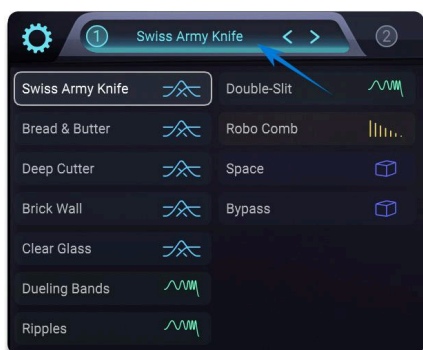 1 Swiss Army Knife < > 2
Swiss Army Knife
Bread & Butter
Deep Cutter
Brick Wall
Clear Glass
Dueling Bands
Ripples
Double-Slit
Robo Comb
Space
Bypass